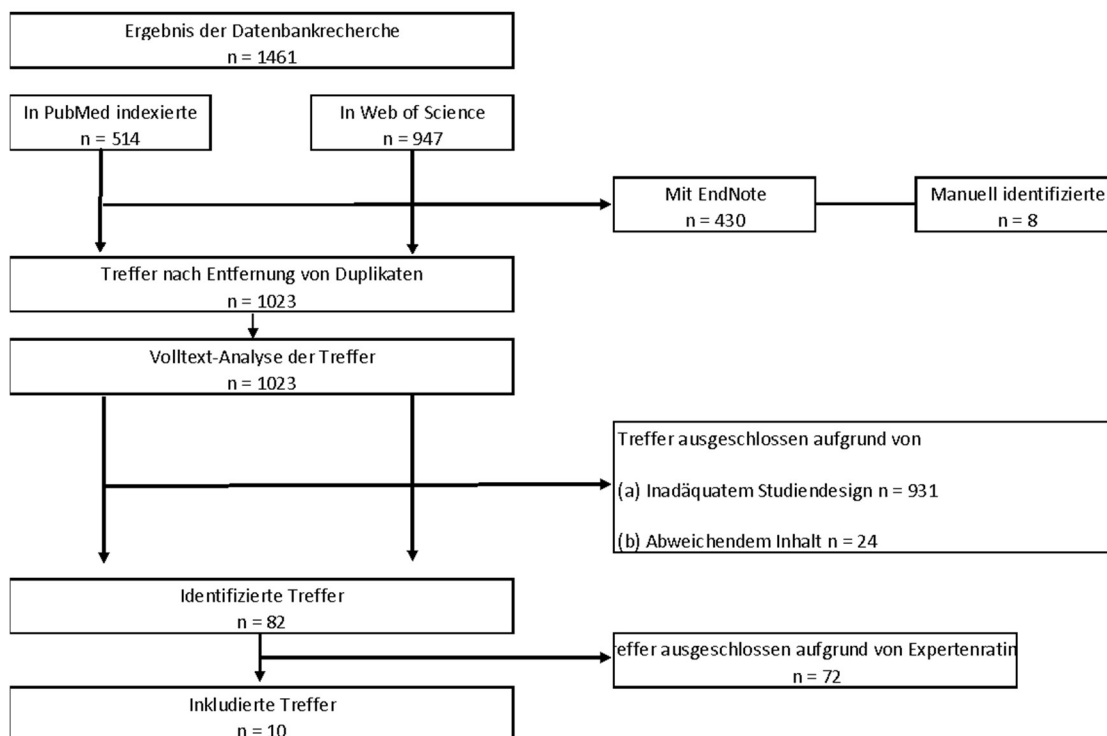 Ergebnis der Datenbankrecherche
n = 1461
In PubMed indexierte
n = 514
In Web of Science
n = 947
Mit EndNote
n = 430
Manuell identifizierte
n = 8
Treffer nach Entfernung von Duplikaten
n = 1023
Volltext-Analyse der Treffer
n = 1023
Treffer ausgeschlossen aufgrund von
(a) Inadäquatem Studiendesign n = 931
(b) Abweichendem Inhalt n = 24
Identifizierte Treffer
n = 82
reffer ausgeschlossen aufgrund von Expertenratin
n = 72
Inkludierte Treffer
n = 10